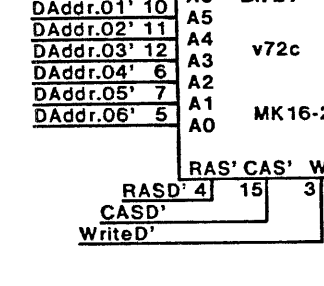 DAddr.01' 10
DAddr.02' 11 A5
DAddr.03' 12 A4
DAddr.04' 6 A3
DAddr.05' 7 A2
DAddr.06' 5 A1
A0
v72c
MK16-2
RAS' CAS' W
RASD' 4 15 3
CASD'
WriteD'